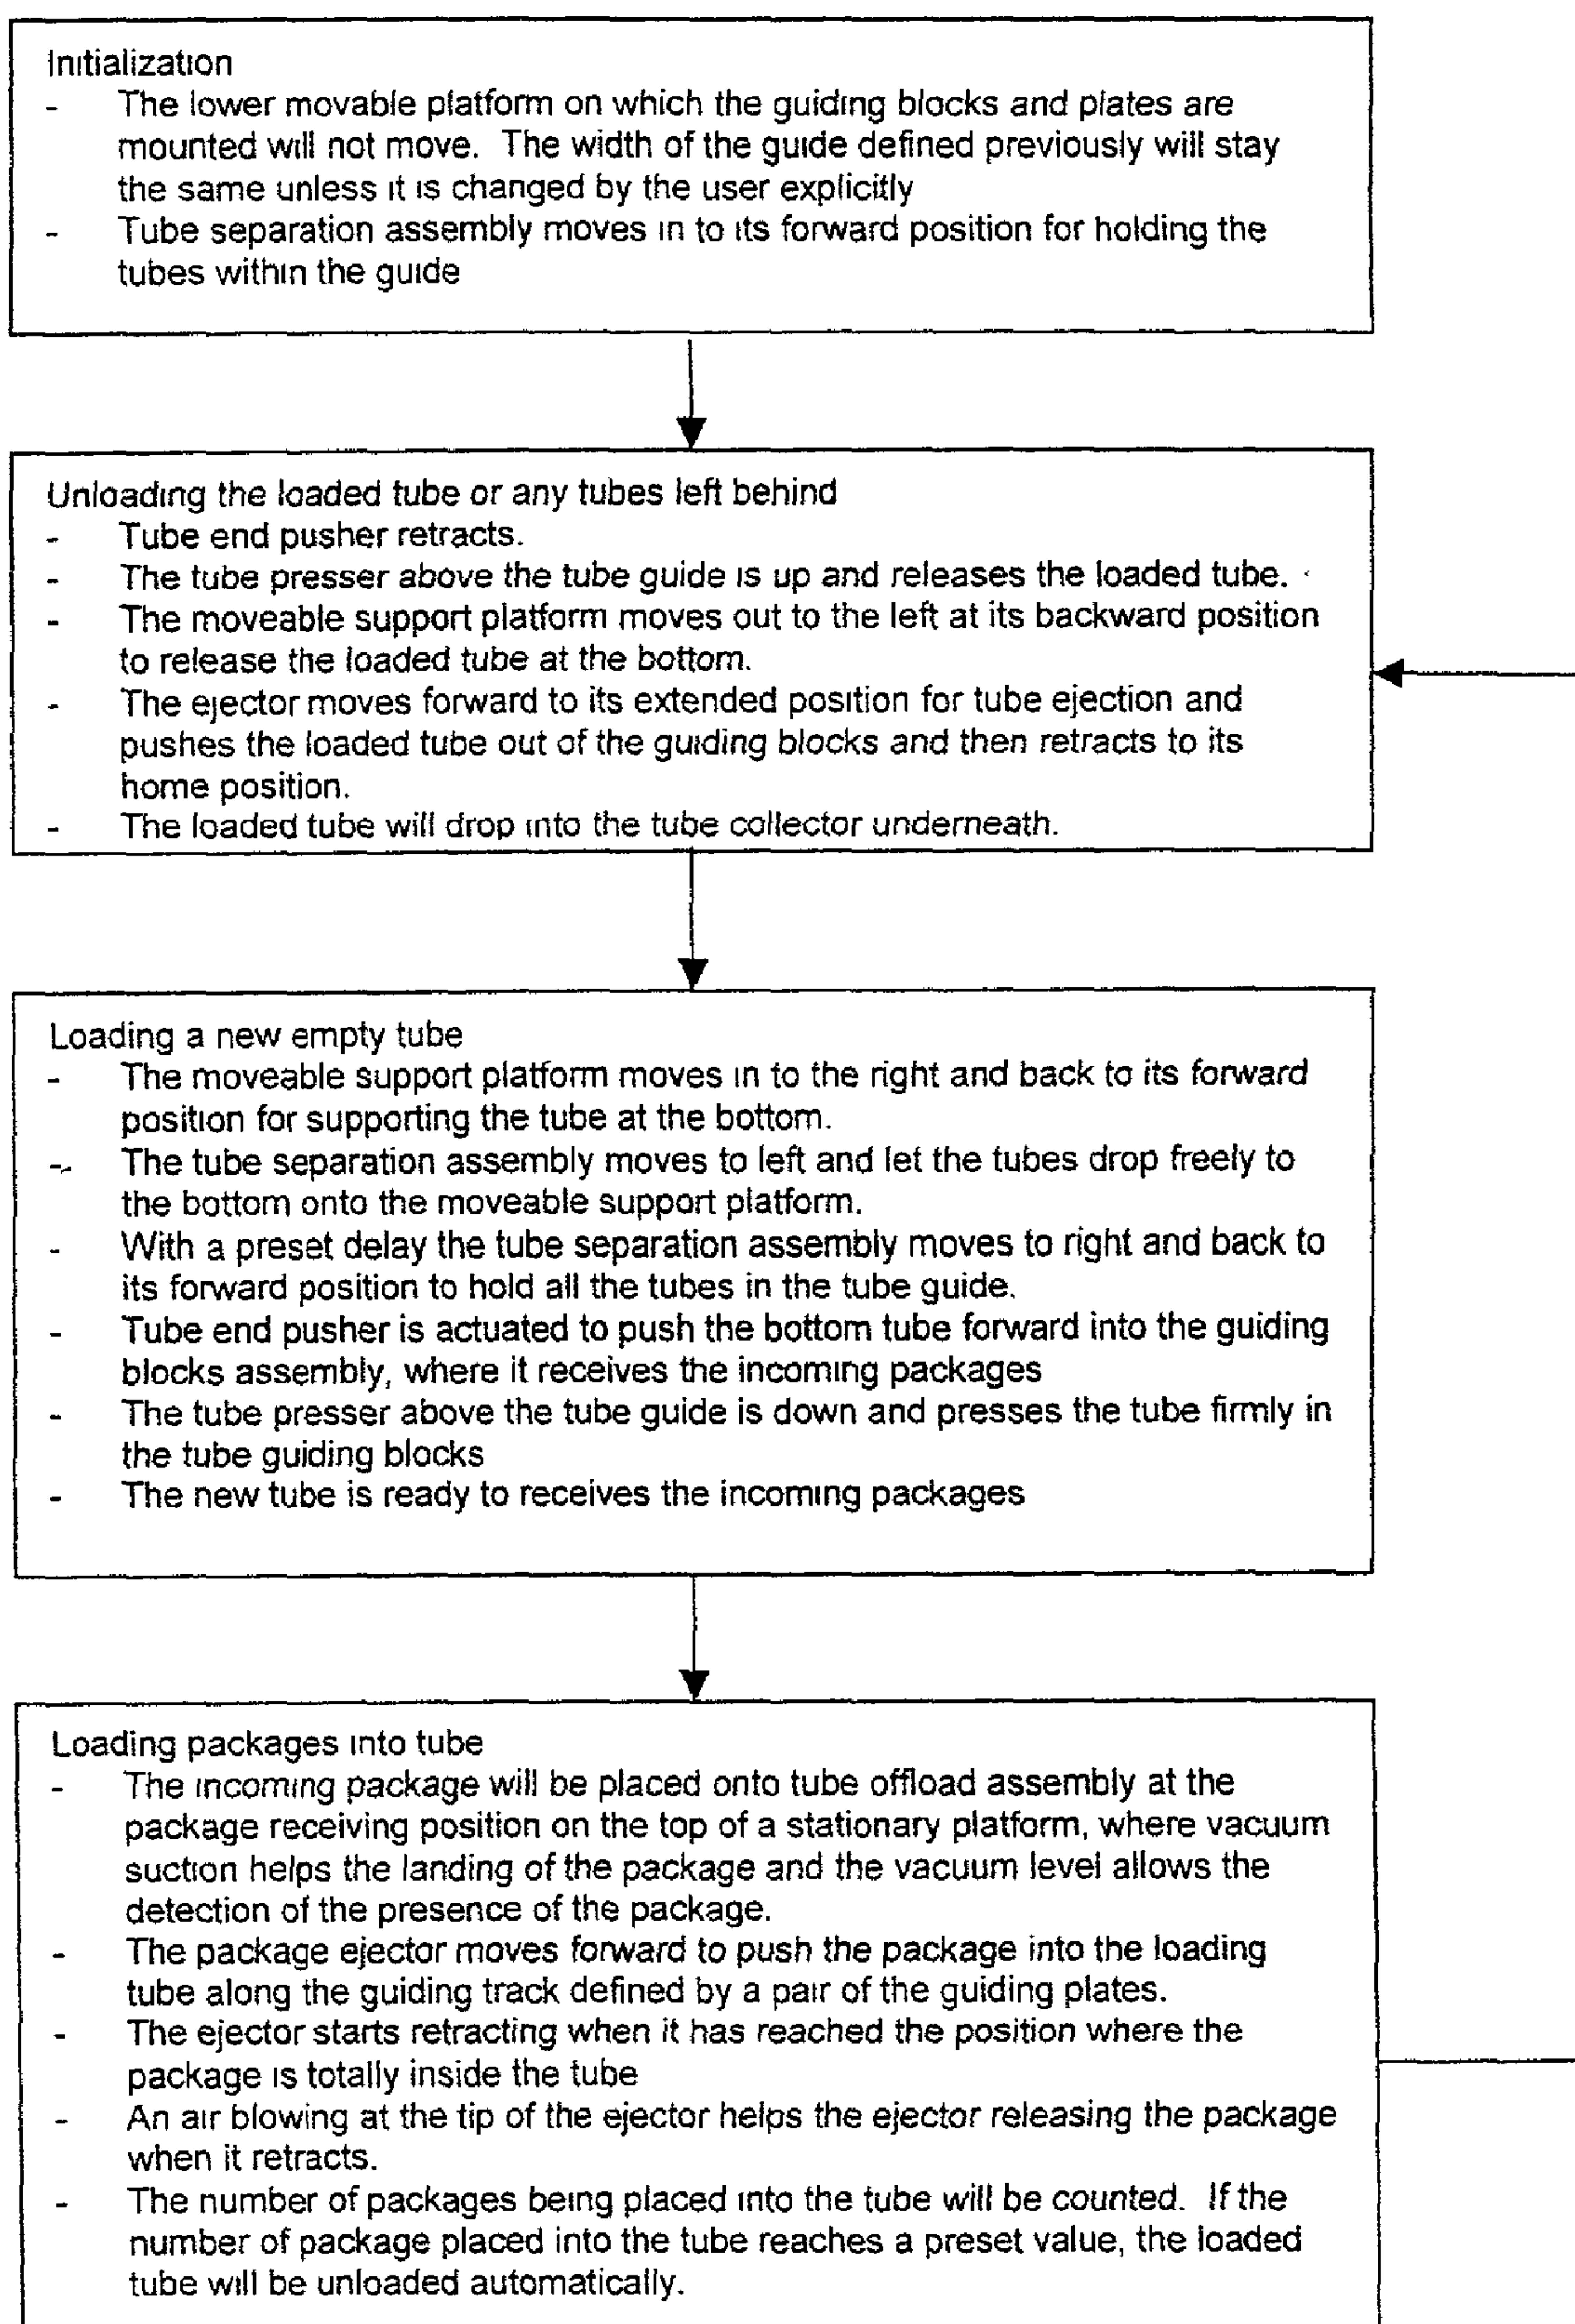 Initialization
- The lower movable platform on which the guiding blocks and plates are
mounted will not move. The width of the guide defined previously will stay
the same unless it is changed by the user explicitly
- Tube separation assembly moves in to its forward position for holding the
tubes within the guide
Unloading the loaded tube or any tubes left behind
- Tube end pusher retracts.
- The tube presser above the tube guide is up and releases the loaded tube.
- The moveable support platform moves out to the left at its backward position
to release the loaded tube at the bottom.
- The ejector moves forward to its extended position for tube ejection and
pushes the loaded tube out of the guiding blocks and then retracts to its
home position.
- The loaded tube will drop into the tube collector underneath.
Loading a new empty tube
- The moveable support platform moves in to the right and back to its forward
position for supporting the tube at the bottom.
- The tube separation assembly moves to left and let the tubes drop freely to
the bottom onto the moveable support platform.
- With a preset delay the tube separation assembly moves to right and back to
its forward position to hold all the tubes in the tube guide.
- Tube end pusher is actuated to push the bottom tube forward into the guiding
blocks assembly, where it receives the incoming packages
- The tube presser above the tube guide is down and presses the tube firmly in
the tube guiding blocks
- The new tube is ready to receives the incoming packages
Loading packages into tube
- The incoming package will be placed onto tube offload assembly at the
package receiving position on the top of a stationary platform, where vacuum
suction helps the landing of the package and the vacuum level allows the
detection of the presence of the package.
- The package ejector moves forward to push the package into the loading
tube along the guiding track defined by a pair of the guiding plates.
- The ejector starts retracting when it has reached the position where the
package is totally inside the tube
- An air blowing at the tip of the ejector helps the ejector releasing the package
when it retracts.
- The number of packages being placed into the tube will be counted. If the
number of package placed into the tube reaches a preset value, the loaded
tube will be unloaded automatically.